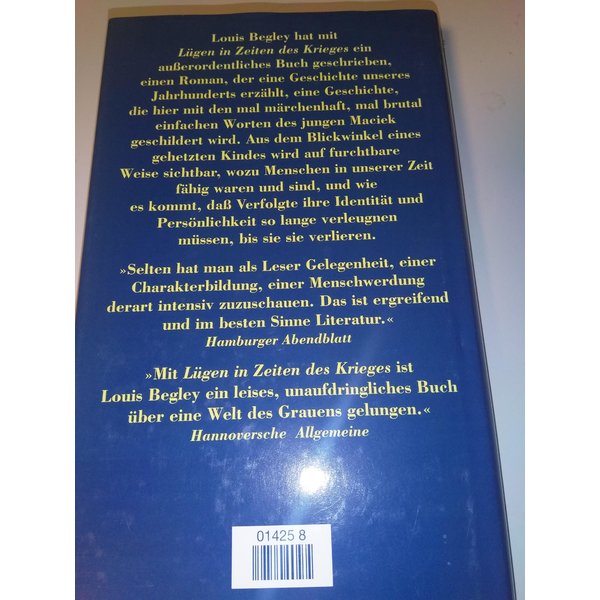 Louis Begley hat mit
Lügen in Zeiten des Krieges ein
außerordentliches Buch geschrieben,
einen Roman, der eine Geschichte unseres
Jahrhunderts erzählt, eine Geschichte,
die hier mit den mal märchenhaft, mal brutal
einfachen Worten des jungen Maciek
geschildert wird. Aus dem Blickwinkel eines
gehetzten Kindes wird auf furchtbare
Weise sichtbar, wozu Menschen in unserer Zeit
fähig waren und sind, und wie
es kommt, daß Verfolgte ihre Identität und
Persönlichkeit so lange verleugnen
müssen, bis sie sie verlieren.
»Selten hat man als Leser Gelegenheit, einer
Charakterbildung, einer Menschwerdung
derart intensiv zuzuschauen. Das ist ergreifend
und im besten Sinne Literatur.«
Hamburger Abendblatt
»Mit Lügen in Zeiten des Krieges ist
Louis Begley ein leises, unaufdringliches Buch
über eine Welt des Grauens gelungen.«
Hannoversche Allgemeine
01425 8